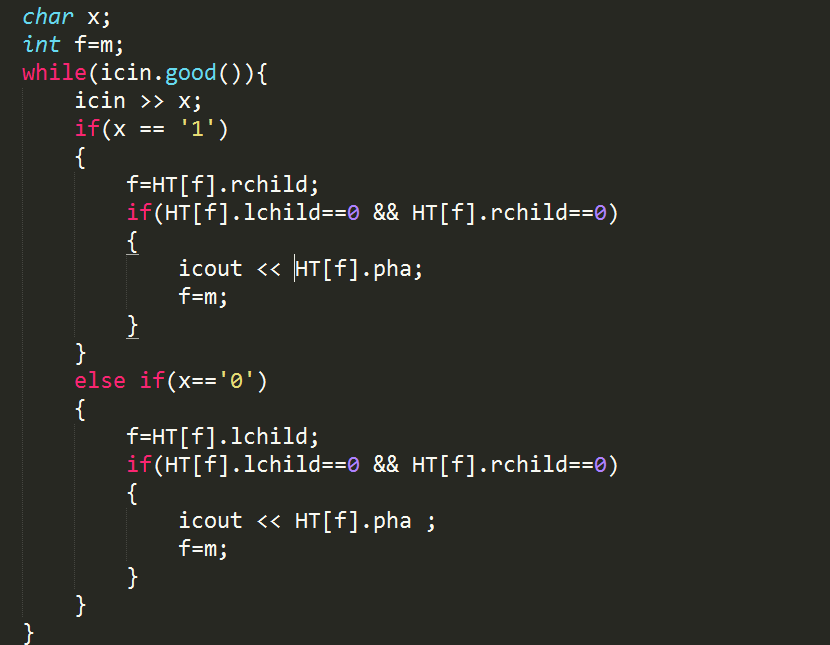 char x;
int f=m;
while(icin.good()){
    icin >> x;
    if(x == '1')
    {
        f=HT[f].rchild;
        if(HT[f].lchild==0 && HT[f].rchild==0)
        {
            icout << HT[f].pha;
            f=m;
        }
    }
    else if(x=='0')
    {
        f=HT[f].lchild;
        if(HT[f].lchild==0 && HT[f].rchild==0)
        {
            icout << HT[f].pha ;
            f=m;
        }
    }
}